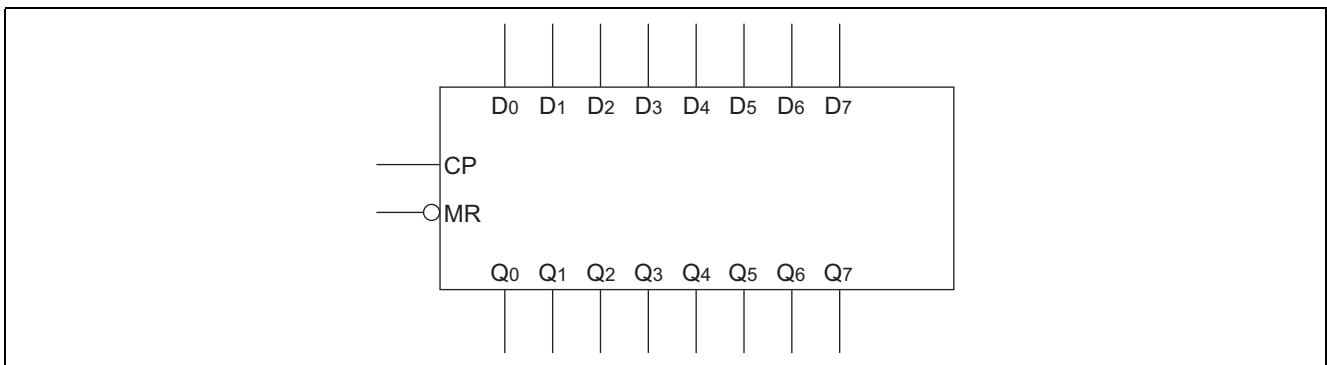 D0 D1 D2 D3 D4 D5 D6 D7
CP
MR
Q0 Q1 Q2 Q3 Q4 Q5 Q6 Q7